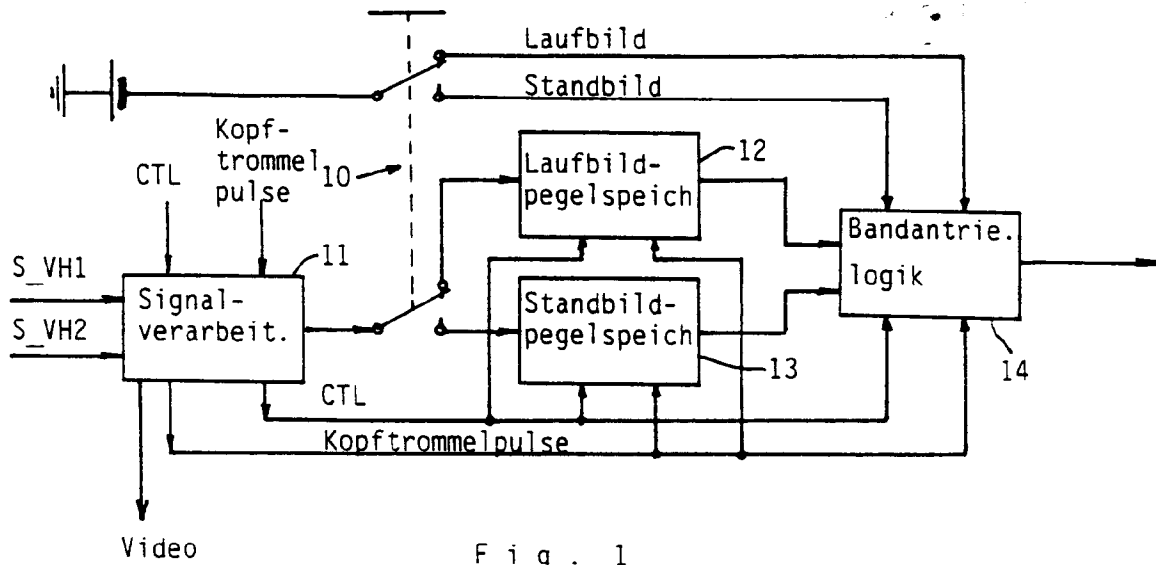 Laufbild
Standbild
Kopf-
trommel
pulse
10
CTL
Laufbild-
pegelspeich
12
S_VH1
S_VH2
11
Signal-
verarbeit.
Standbild-
pegelspeich
13
Bandantrie.
logik
14
CTL
Kopftrommelpulse
Video
Fig. 1